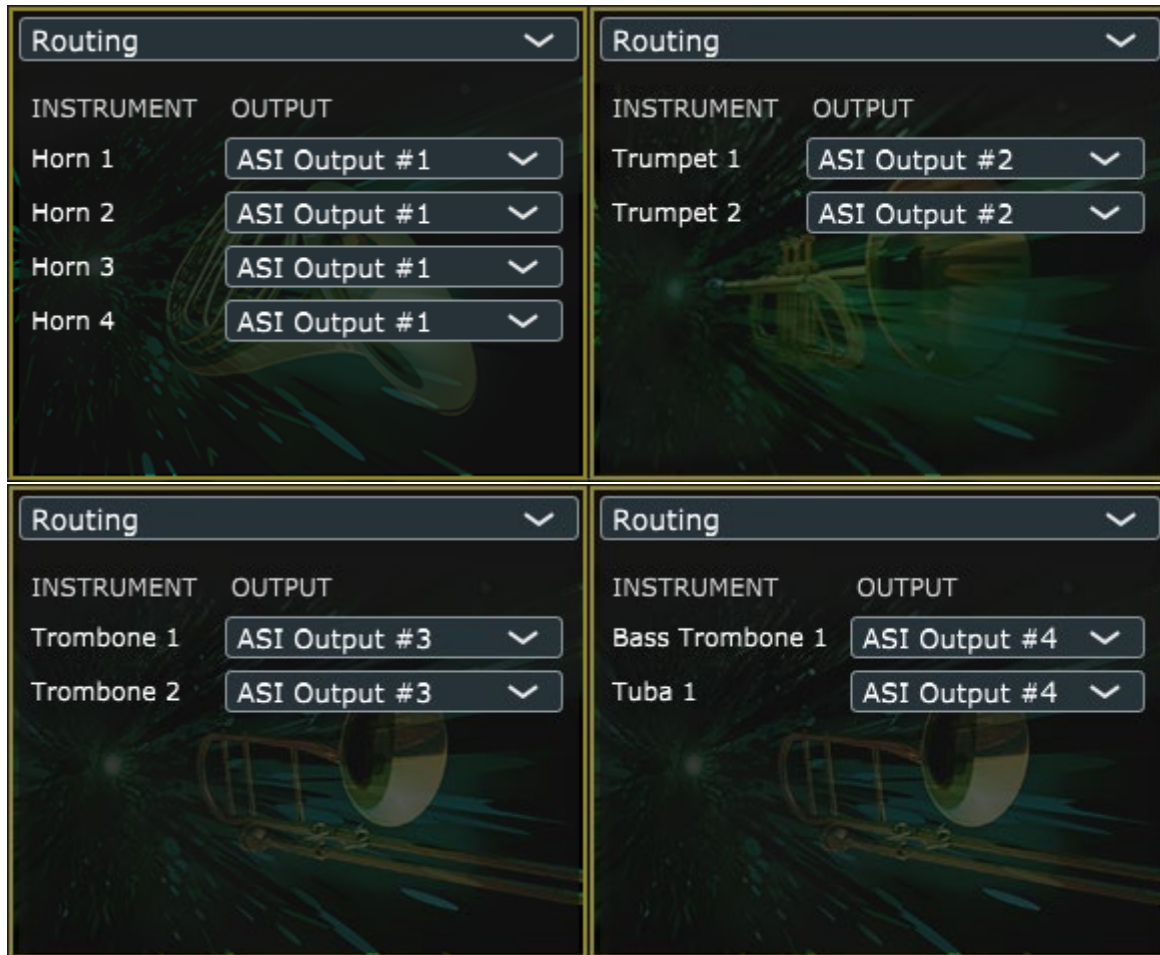 Routing
INSTRUMENT OUTPUT
Horn 1 ASI Output #1
Horn 2 ASI Output #1
Horn 3 ASI Output #1
Horn 4 ASI Output #1
Routing
INSTRUMENT OUTPUT
Trumpet 1 ASI Output #2
Trumpet 2 ASI Output #2
Routing
INSTRUMENT OUTPUT
Trombone 1 ASI Output #3
Trombone 2 ASI Output #3
Routing
INSTRUMENT OUTPUT
Bass Trombone 1 ASI Output #4
Tuba 1 ASI Output #4